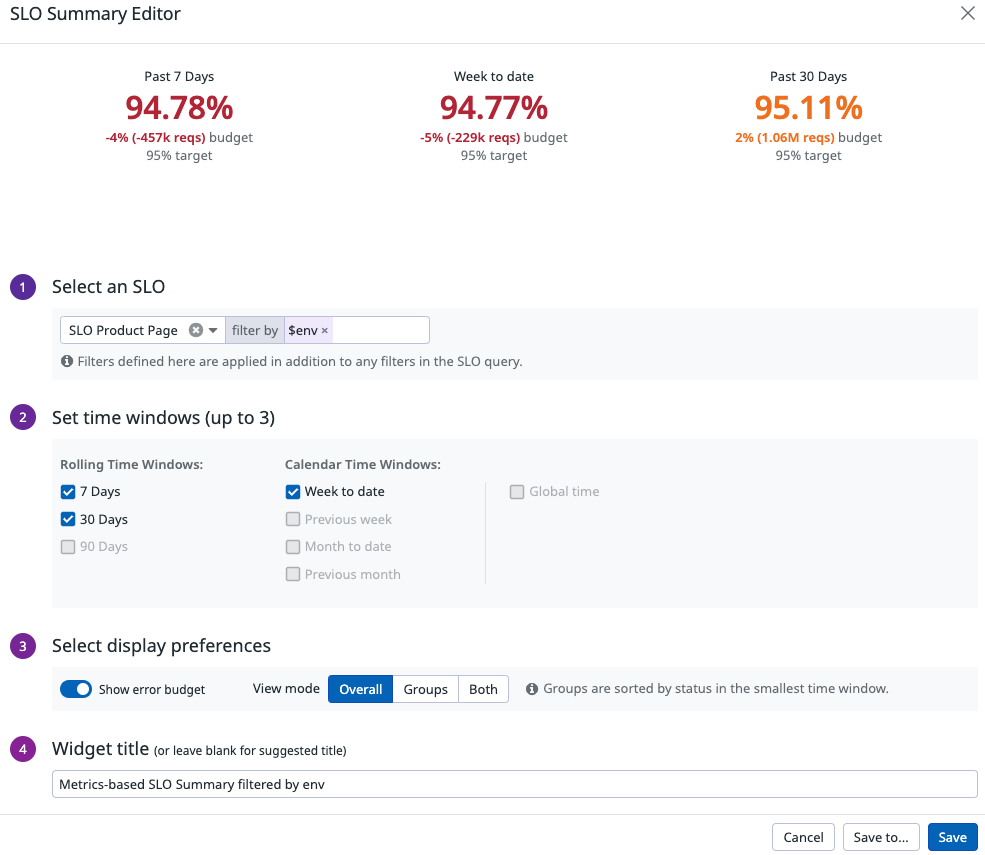 SLO Summary Editor
Past 7 Days
94.78%
-4% (-457k reqs) budget
95% target
Week to date
94.77%
-5% (-229k reqs) budget
95% target
Past 30 Days
95.11%
2% (1.06M reqs) budget
95% target
1 Select an SLO
SLO Product Page filter by $env ×
Filters defined here are applied in addition to any filters in the SLO query.
2 Set time windows (up to 3)
Rolling Time Windows:
7 Days
30 Days
90 Days
Calendar Time Windows:
Week to date
Previous week
Month to date
Previous month
Global time
3 Select display preferences
Show error budget View mode Overall Groups Both Groups are sorted by status in the smallest time window.
4 Widget title (or leave blank for suggested title)
Metrics-based SLO Summary filtered by env
Cancel Save to... Save